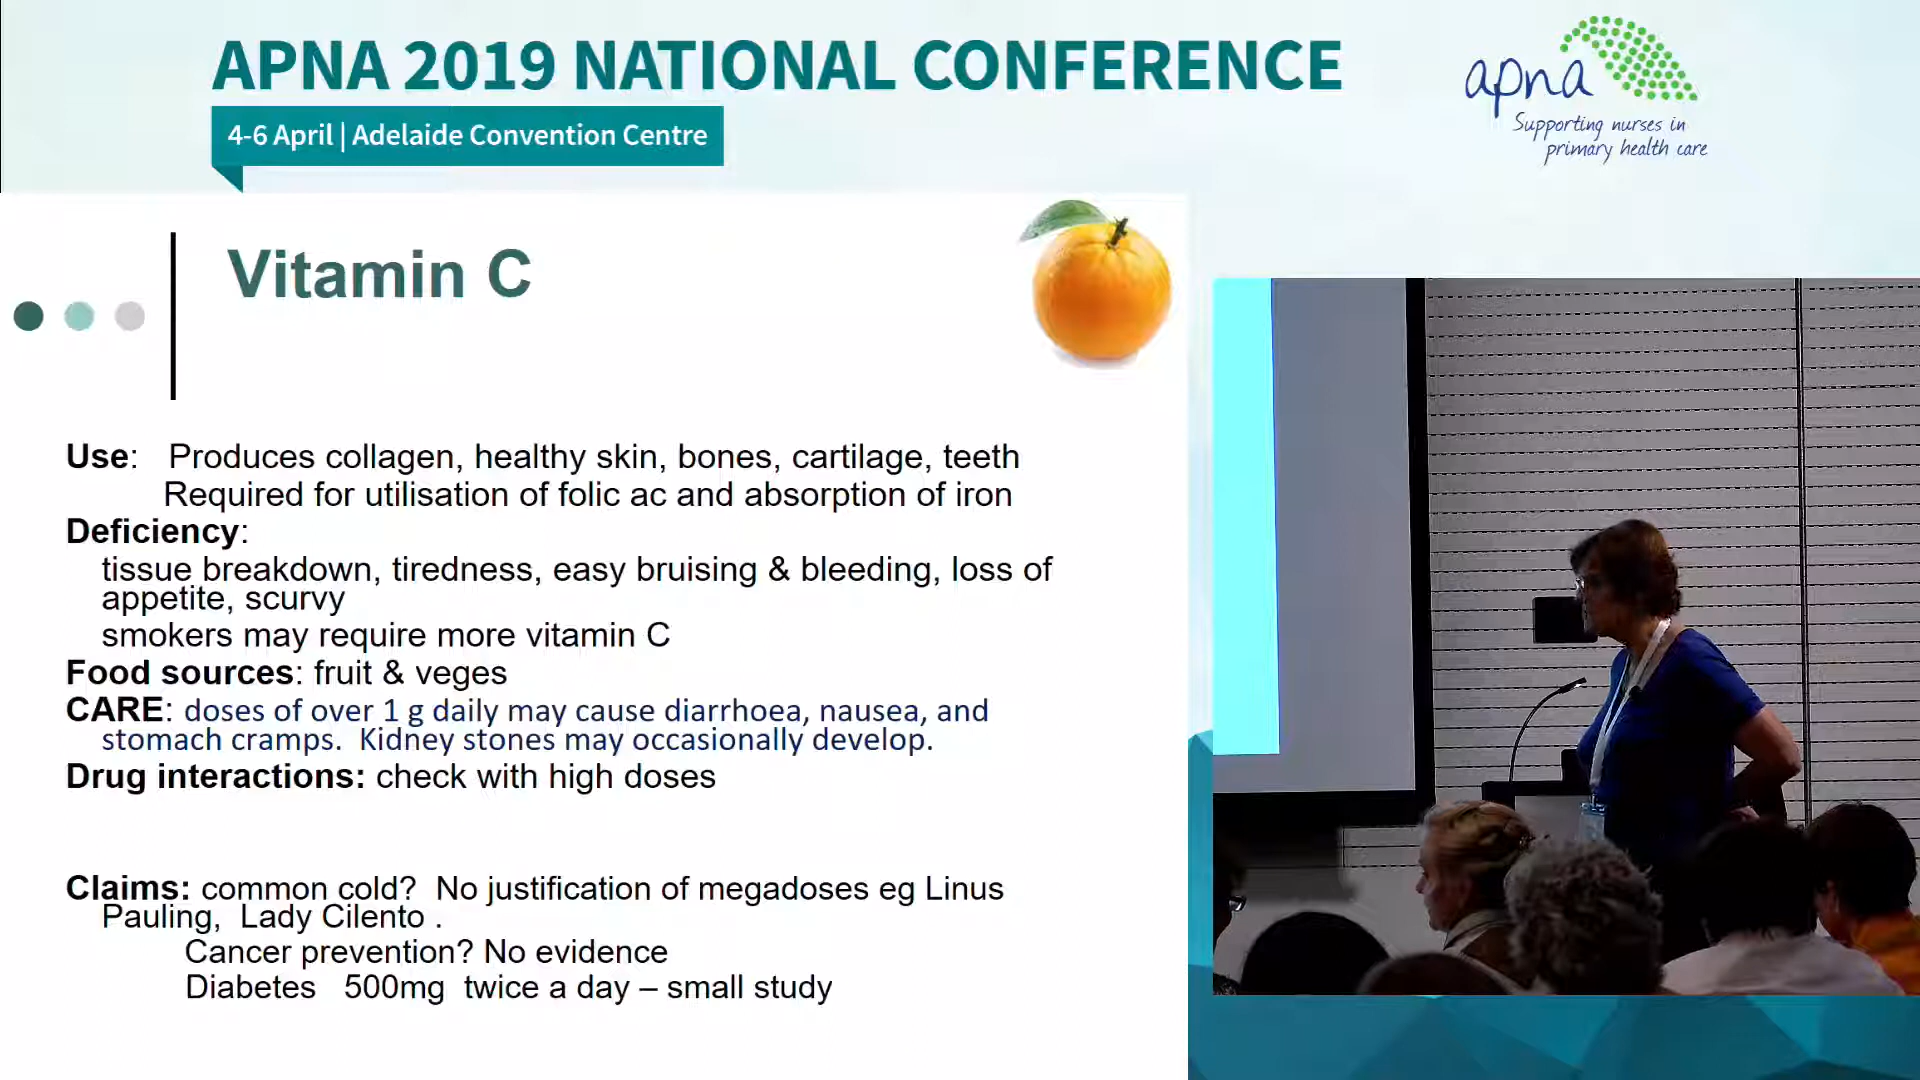 APNA 2019 NATIONAL CONFERENCE
4-6 April | Adelaide Convention Centre
apna
Supporting nurses in
primary health care
Vitamin C
Use: Produces collagen, healthy skin, bones, cartilage, teeth
Required for utilisation of folic ac and absorption of iron
Deficiency:
tissue breakdown, tiredness, easy bruising & bleeding, loss of
appetite, scurvy
smokers may require more vitamin C
Food sources: fruit & veges
CARE: doses of over 1 g daily may cause diarrhoea, nausea, and
stomach cramps. Kidney stones may occasionally develop.
Drug interactions: check with high doses
Claims: common cold? No justification of megadoses eg Linus
Pauling, Lady Cilento .
Cancer prevention? No evidence
Diabetes 500mg twice a day – small study